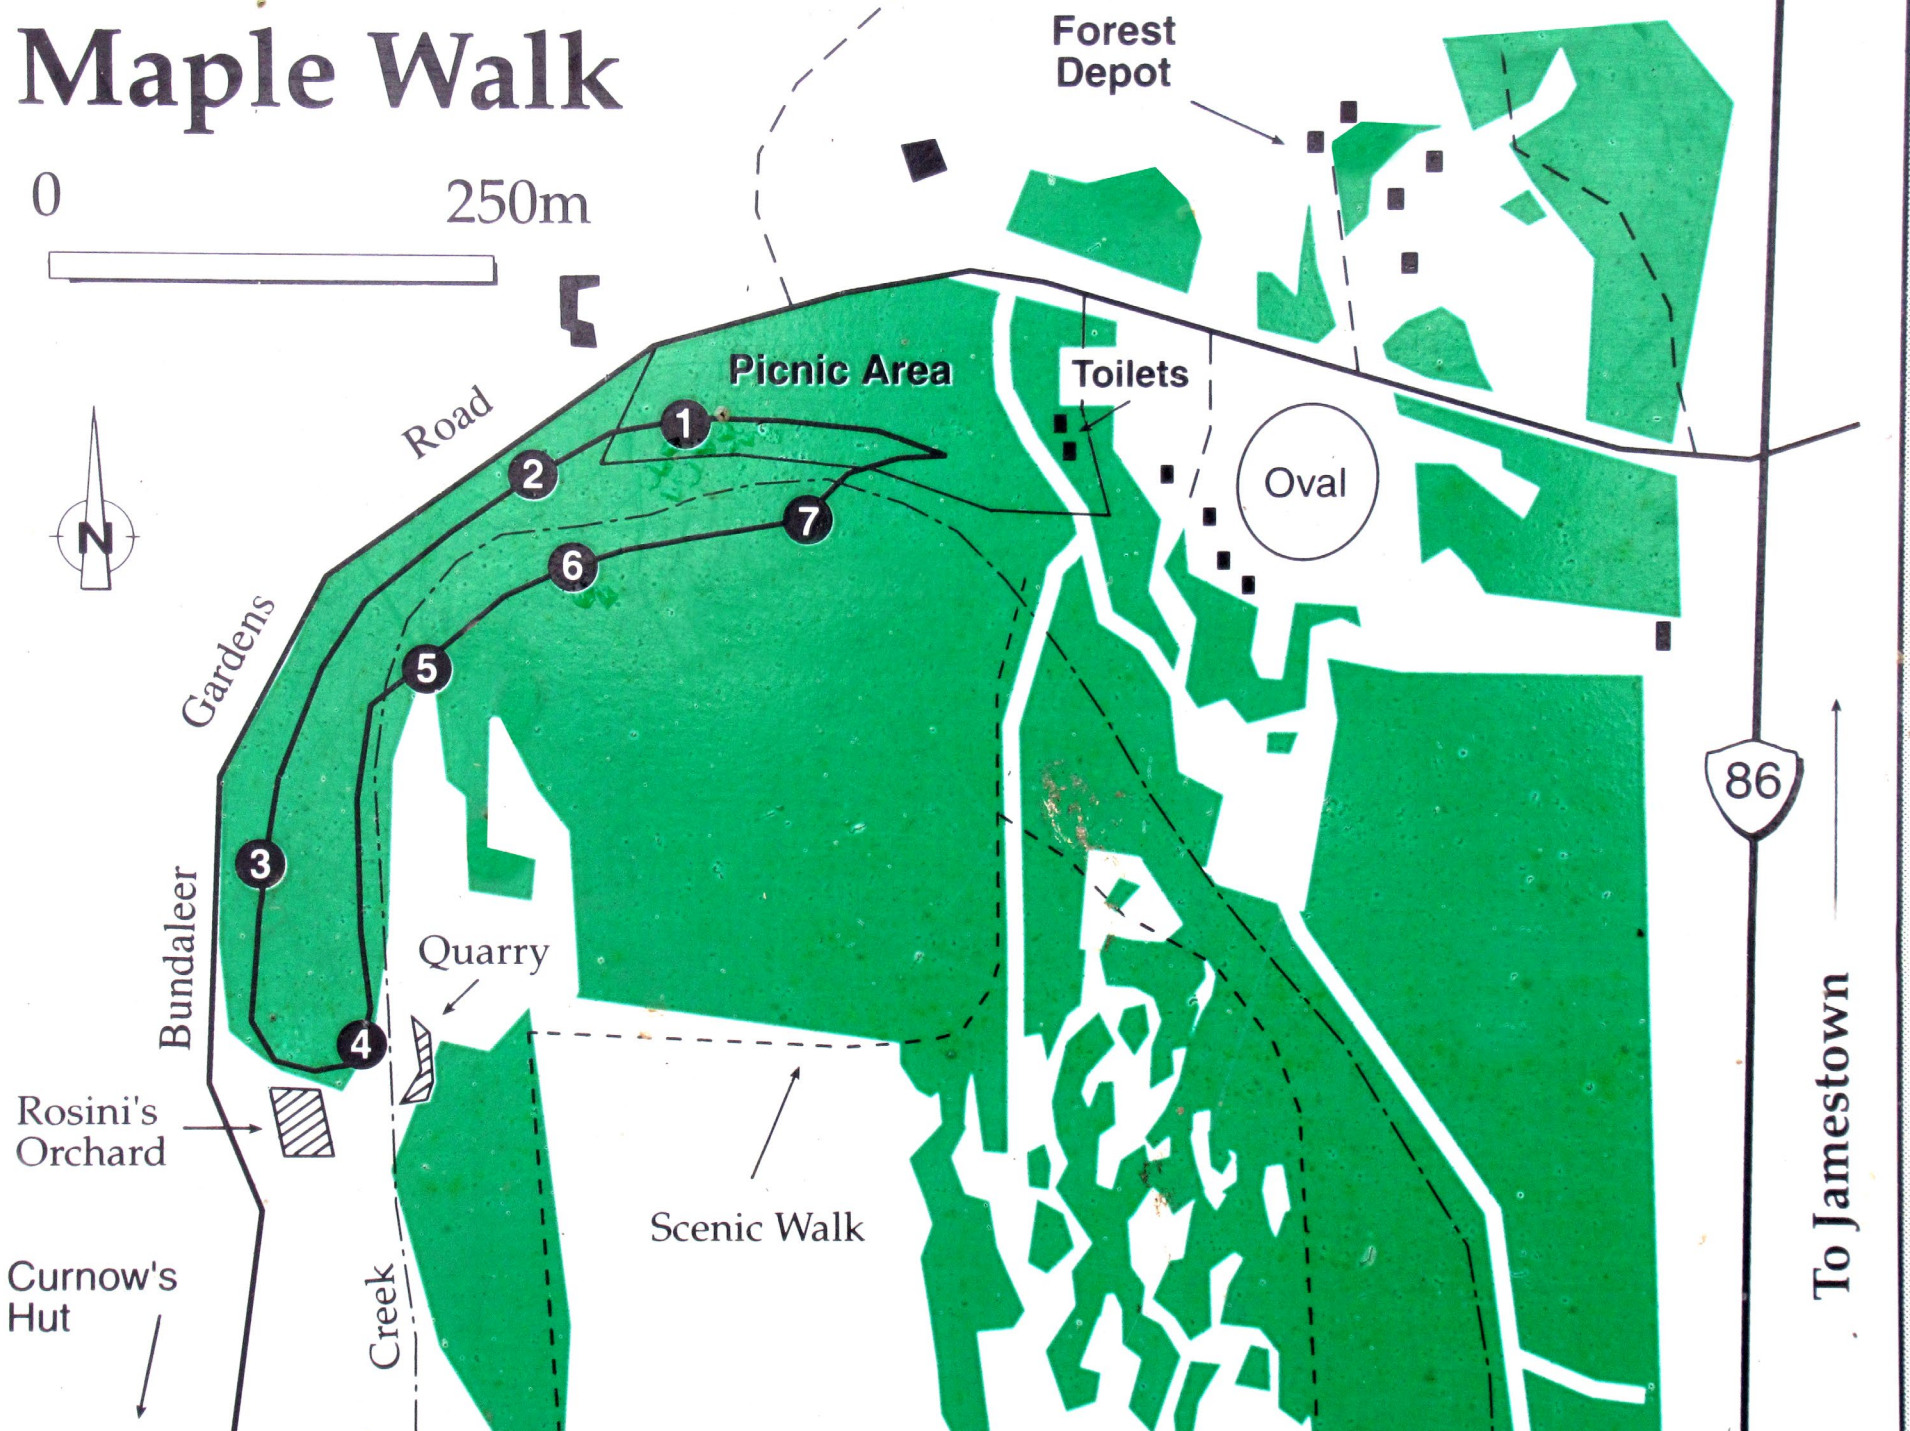 Maple Walk
0 250m
Forest
Depot
Picnic Area
Toilets
Oval
Road
Gardens
Bundaleer
N
1
2
3
4
5
6
7
86
Quarry
Rosini's
Orchard
Scenic Walk
Curnow's
Hut
Creek
To Jamestown